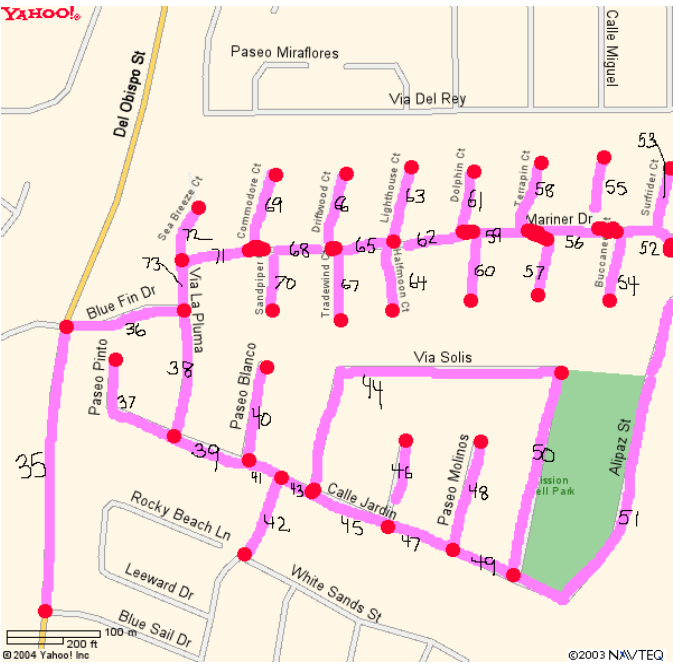 YAHOO!®
Paseo Miraflores
Calle Miguel
Via Del Rey
Del Obispo St
Sea Breeze Ct
Commodore Ct
Driftwood Ct
Lighthouse Ct
Dolphin Ct
Terrapin Ct
Surfrider Ct
53
69
66
63
61
58
55
Mariner Dr
72
71
68
65
62
59
56
52
73
Sandpiper
70
Tradewind Ct
67
Halfmoon Ct
64
60
57
Buccaneer Ct
54
Blue Fin Dr
36
Via La Pluma
38
Paseo Pinto
37
Paseo Blanco
40
Via Solis
44
35
39
41
43
Calle Jardin
46
Paseo Molinos
48
50
ission
ell Park
Alipaz St
51
45
47
49
42
Rocky Beach Ln
Leeward Dr
White Sands St
Blue Sail Dr
100 m
200 ft
©2004 Yahoo! Inc
©2003 NAVTEQ